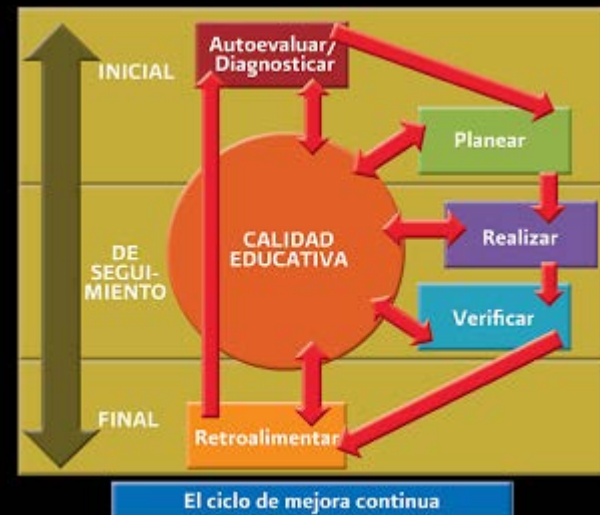 INICIAL
Autoevaluar/
Diagnosticar
Planear
CALIDAD
EDUCATIVA
Realizar
DE
SEGUI-
MIENTO
Verificar
FINAL
Retroalimentar
El ciclo de mejora continua